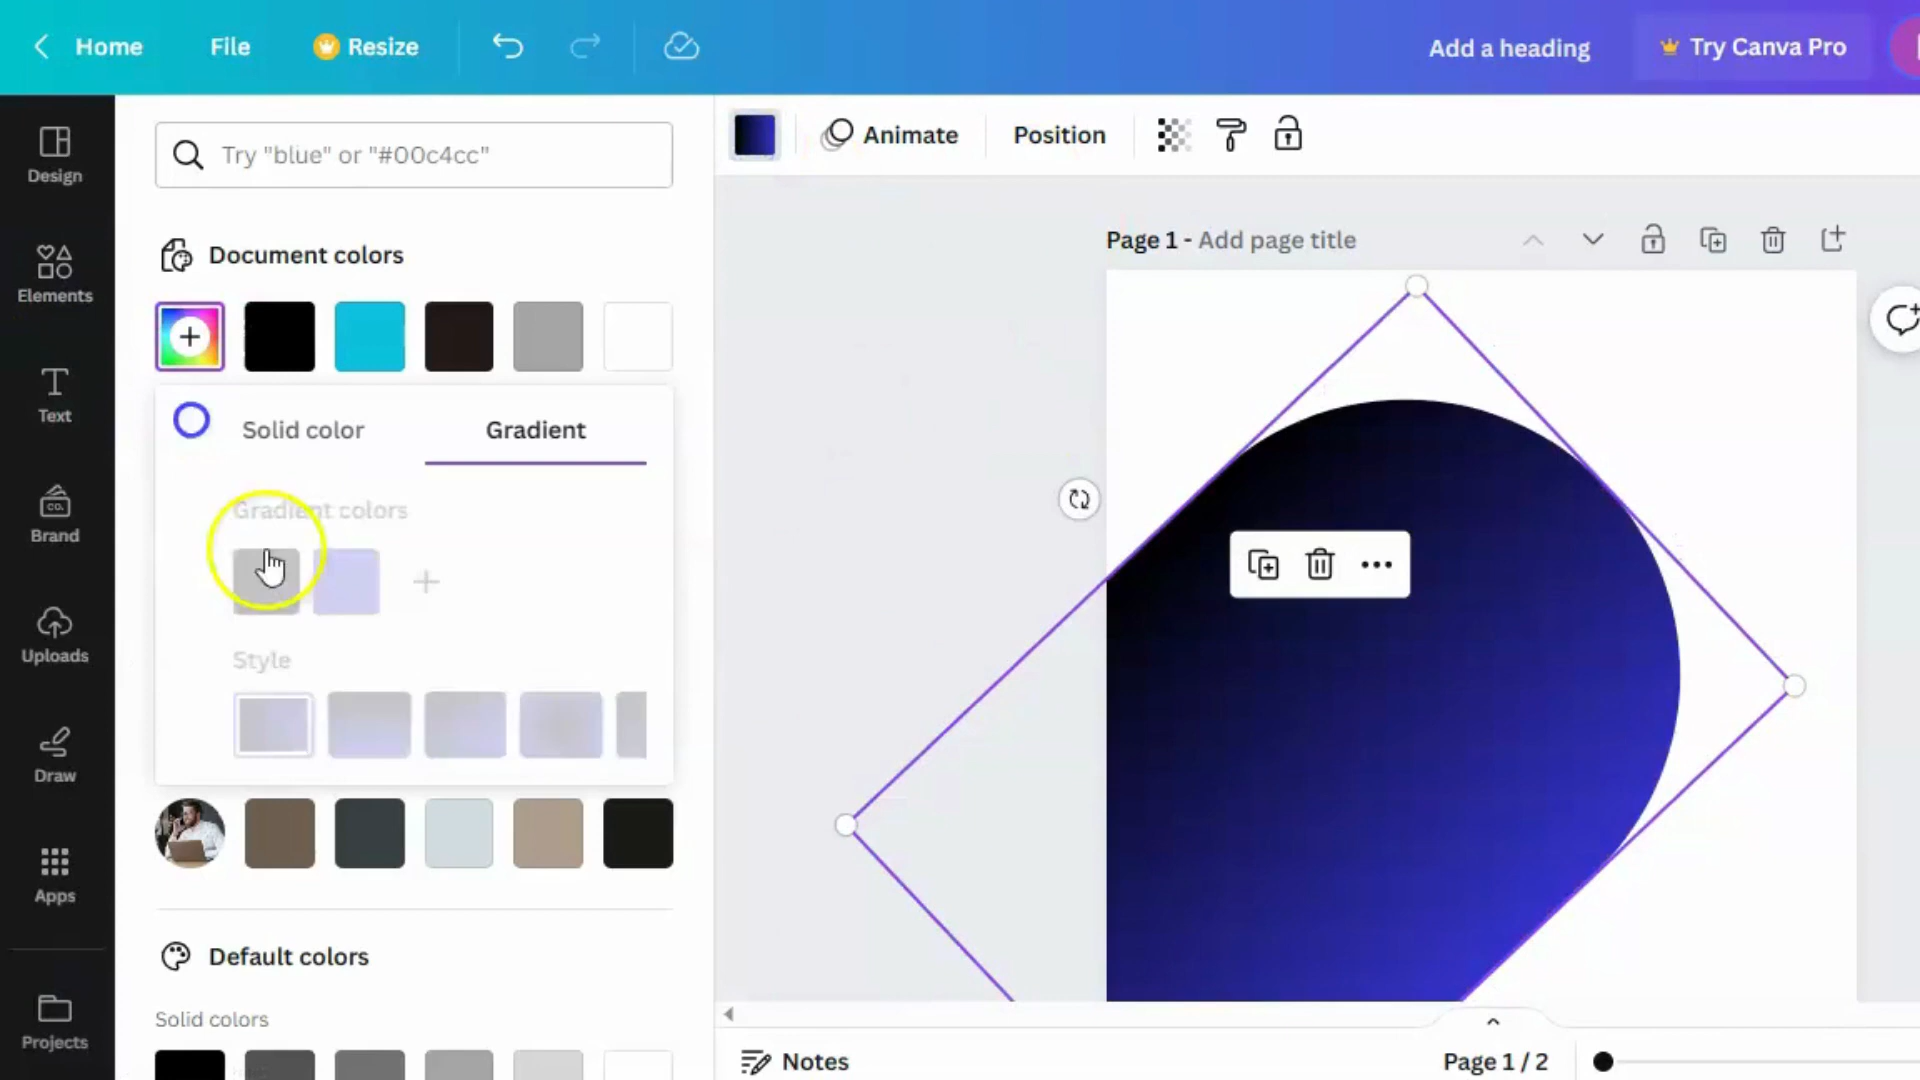 Home
File
Resize
Add a heading
Try Canva Pro
Design
Elements
Text
CO.
Brand
Uploads
Draw
Apps
Projects
Try "blue" or "#00c4cc"
Document colors
Solid color
Gradient
Gradient colors
Style
Default colors
Solid colors
Animate
Position
Page 1 - Add page title
Notes
Page 1 / 2